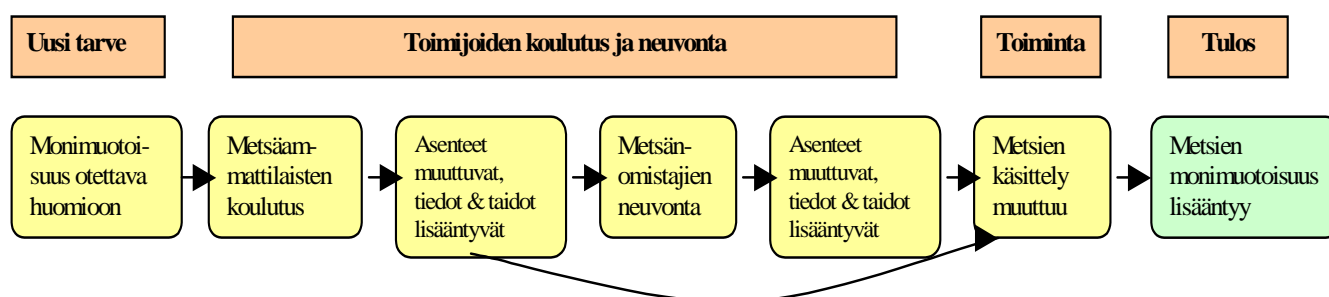 Uusi tarve
Toimijoiden koulutus ja neuvonta
Toiminta
Tulos
Monimuotoi-
suus otettava
huomioon
Metsäam-
mattilaisten
koulutus
Asenteet
muuttuvat,
tiedot & taidot
lisääntyvät
Metsän-
omistajien
neuvonta
Asenteet
muuttuvat,
tiedot & taidot
lisääntyvät
Metsien
käsittely
muuttuu
Metsien
monimuotoisuus
lisääntyy